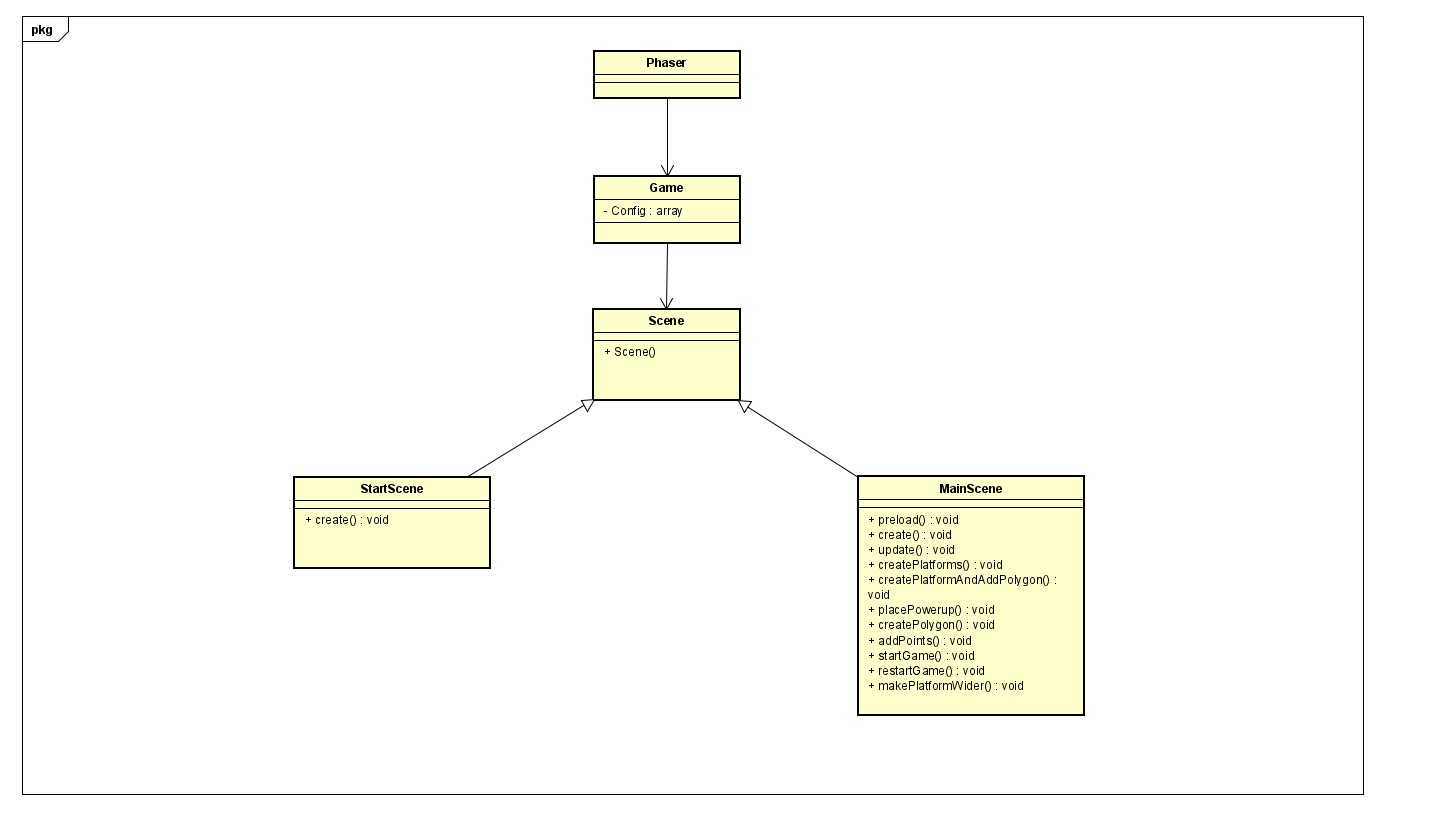 pkg
Phaser
Game
- Config : array
Scene
+ Scene()
StartScene
+ create() : void
MainScene
+ preload() : void
+ create() : void
+ update() : void
+ createPlatforms() : void
+ createPlatformAndAddPolygon() :
void
+ placePowerup() : void
+ createPolygon() : void
+ addPoints() : void
+ startGame() : void
+ restartGame() : void
+ makePlatformWider() : void